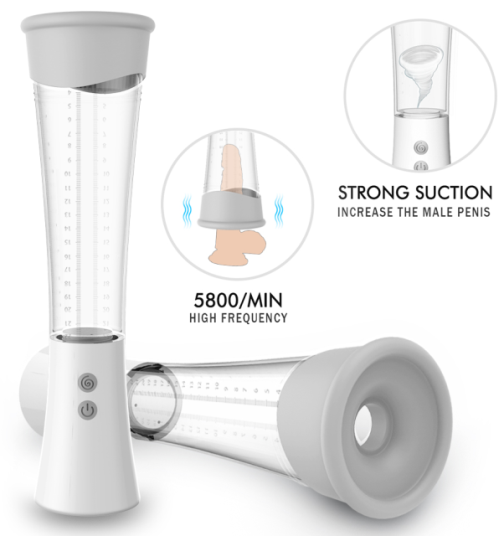 STRONG SUCTION
INCREASE THE MALE PENIS
5800/MIN
HIGH FREQUENCY